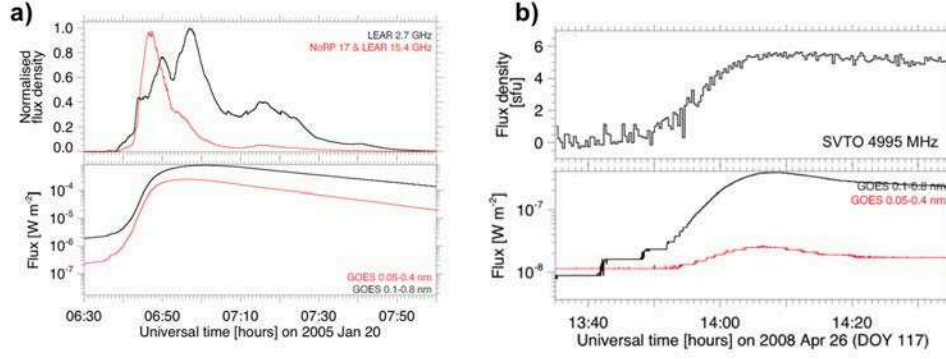 a)
1.0
0.8
0.6
0.4
0.2
0.0
Normalised
flux density
LEAR 2.7 GHz
NoRP 17 & LEAR 15.4 GHz
10⁻⁴
10⁻⁵
10⁻⁶
10⁻⁷
Flux [W m⁻²]
GOES 0.05-0.4 nm
GOES 0.1-0.8 nm
06:30 06:50 07:10 07:30 07:50
Universal time [hours] on 2005 Jan 20
b)
6
4
2
0
Flux density
[sfu]
SVTO 4995 MHz
10⁻⁷
10⁻⁸
Flux [W m⁻²]
GOES 0.1-0.8 nm
GOES 0.05-0.4 nm
13:40 14:00 14:20
Universal time [hours] on 2008 Apr 26 (DOY 117)